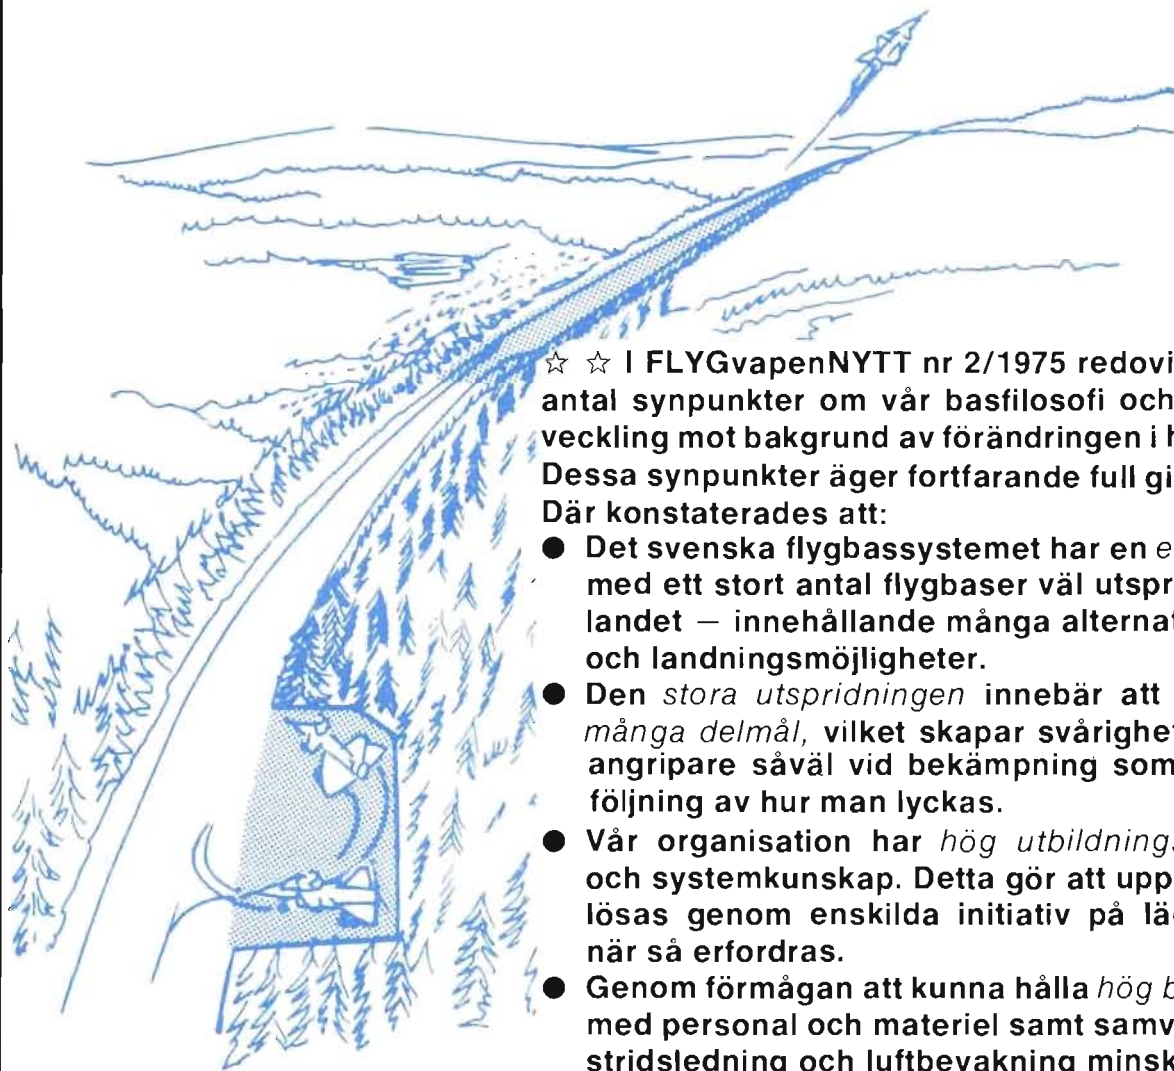 ☆ ☆ I FLYGvapenNYTT nr 2/1975 redovi
antal synpunkter om vår basfilosofi och
veckling mot bakgrund av förändringen i h
Dessa synpunkter äger fortfarande full gi
Där konstaterades att:
● Det svenska flygbassystemet har en e
med ett stort antal flygbaser väl utspr
landet — innehållande många alternat
och landningsmöjligheter.
● Den stora utspridningen innebär att
många delmål, vilket skapar svårighet
angripare såväl vid bekämpning som
följning av hur man lyckas.
● Vår organisation har hög utbildnings
och systemkunskap. Detta gör att upp
lösas genom enskilda initiativ på lä
när så erfordras.
● Genom förmågan att kunna hålla hög b
med personal och materiel samt samv
stridsledning och luftbevakning minsk